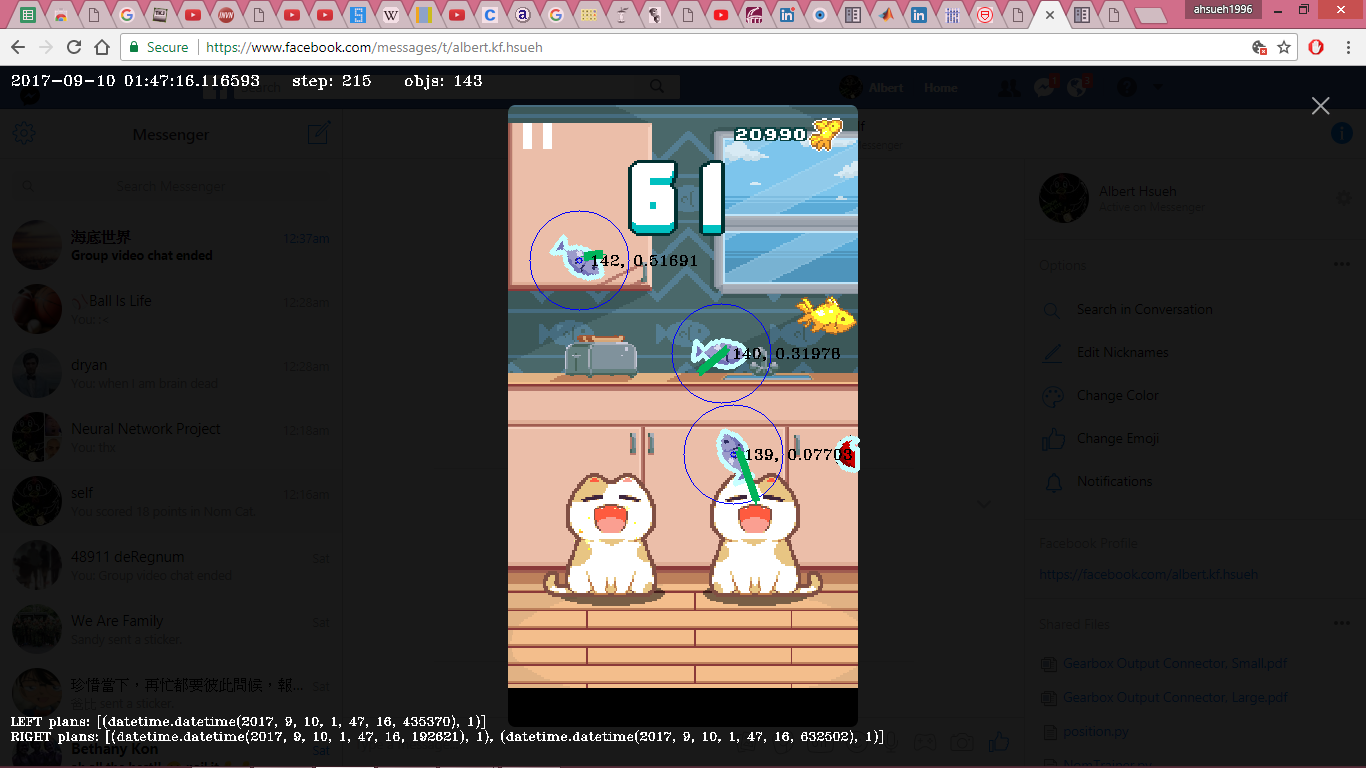 ahsueh1996
Secure https://www.facebook.com/messages/t/albert.kf.hsueh
2017-09-10 01:47:16.116593 step: 215 objs: 143
Albert Home
Messenger
Search Messenger
海底世界 12:37am
Group video chat ended
Ball Is Life 12:28am
dryan 12:28am
You: when I am brain dead
Neural Network Project 12:18am
You: thx
self 12:16am
You scored 18 points in Nom Cat.
48911 deRegnum Sat
You: Group video chat ended
We Are Family Sat
Sandy sent a sticker.
珍惜當下，再忙都要彼此問候，報... Sat
Bethany Kon Sat
20990
61
142, 0.51691
140, 0.31976
139, 0.07703
Albert Hsueh
Active on Messenger
Options
Search in Conversation
Edit Nicknames
Change Color
Change Emoji
Notifications
Facebook Profile
https://facebook.com/albert.kf.hsueh
Shared Files
Gearbox Output Connector, Small.pdf
Gearbox Output Connector, Large.pdf
position.py
NomTrainer.py
LEFT plans: [(datetime.datetime(2017, 9, 10, 1, 47, 16, 435370), 1)]
RIGHT plans: [(datetime.datetime(2017, 9, 10, 1, 47, 16, 192621), 1), (datetime.datetime(2017, 9, 10, 1, 47, 16, 632502), 1)]